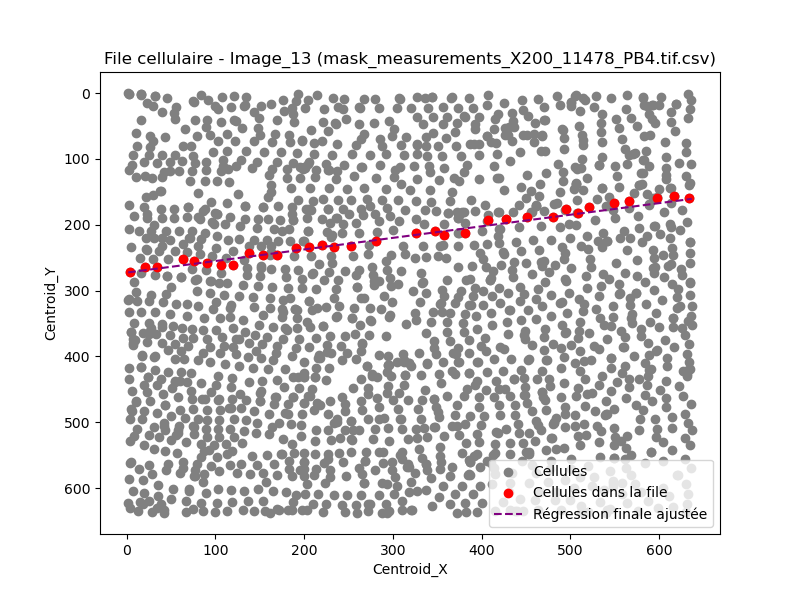 File cellulaire - Image_13 (mask_measurements_X200_11478_PB4.tif.csv)
0
100
200
300
400
500
600
Centroid_Y
0 100 200 300 400 500 600
Centroid_X
Cellules
Cellules dans la file
Régression finale ajustée